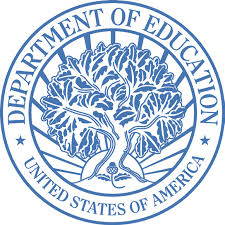 DEPARTMENT OF EDUCATION
UNITED STATES OF AMERICA